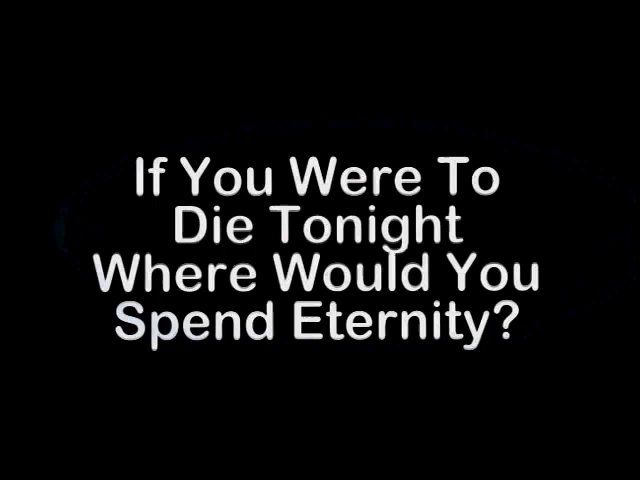 If You Were To
Die Tonight
Where Would You
Spend Eternity?